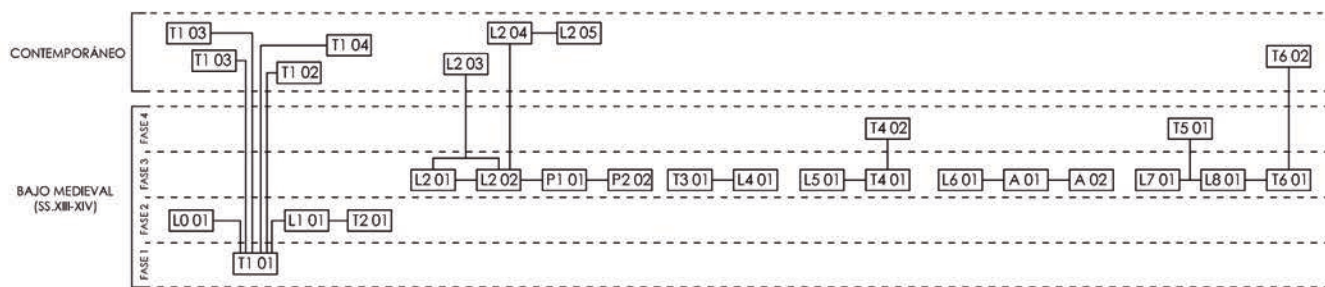 T1 03
L2 04
L2 05
T1 04
CONTEMPORÁNEO
T1 03
L2 03
T6 02
T1 02
FASE 4
T4 02
T5 01
FASE 3
L2 01
L2 02
P1 01
P2 02
T3 01
L4 01
L5 01
T4 01
L6 01
A 01
A 02
L7 01
L8 01
T6 01
BAJO MEDIEVAL
(SS.XIII-XIV)
FASE 2
L0 01
L1 01
T2 01
FASE 1
T1 01